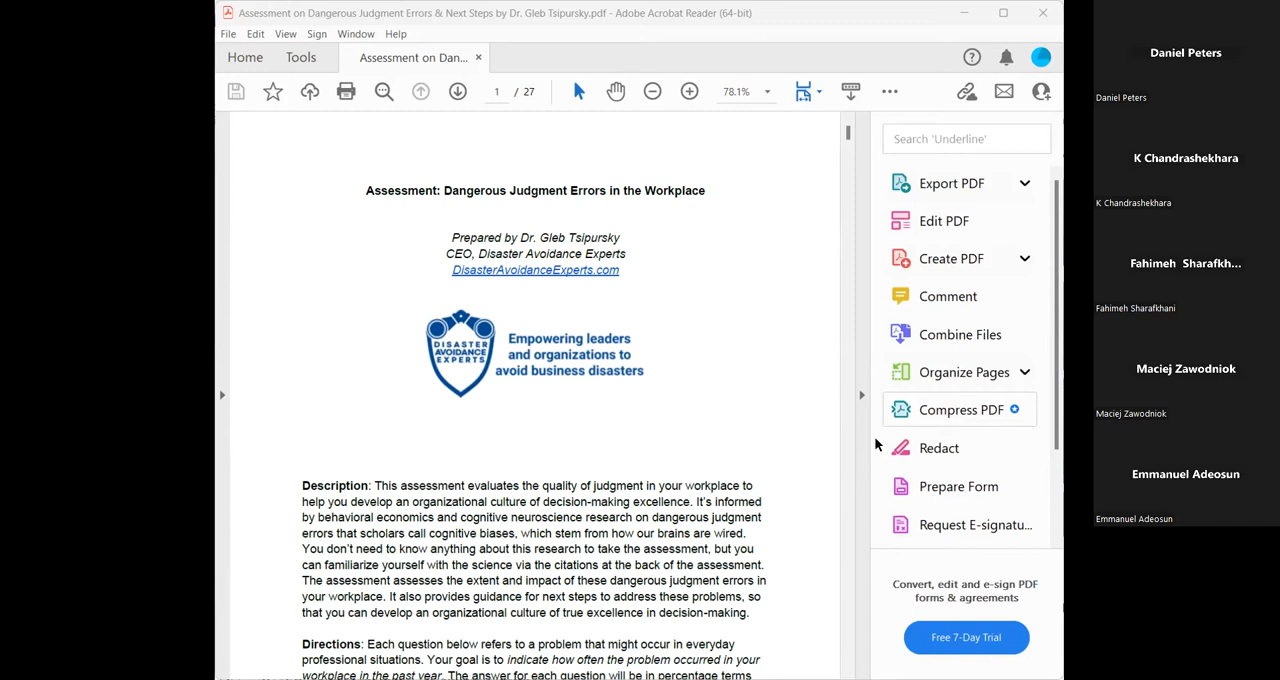 Assessment on Dangerous Judgment Errors & Next Steps by Dr. Gleb Tsipursky.pdf - Adobe Acrobat Reader (64-bit)
File Edit View Sign Window Help
Home Tools Assessment on Dan... ×
1 / 27 78.1%
Assessment: Dangerous Judgment Errors in the Workplace
Prepared by Dr. Gleb Tsipursky
CEO, Disaster Avoidance Experts
DisasterAvoidanceExperts.com
DISASTER
AVOIDANCE
EXPERTS
Empowering leaders
and organizations to
avoid business disasters
Description: This assessment evaluates the quality of judgment in your workplace to
help you develop an organizational culture of decision-making excellence. It's informed
by behavioral economics and cognitive neuroscience research on dangerous judgment
errors that scholars call cognitive biases, which stem from how our brains are wired.
You don't need to know anything about this research to take the assessment, but you
can familiarize yourself with the science via the citations at the back of the assessment.
The assessment assesses the extent and impact of these dangerous judgment errors in
your workplace. It also provides guidance for next steps to address these problems, so
that you can develop an organizational culture of true excellence in decision-making.
Directions: Each question below refers to a problem that might occur in everyday
professional situations. Your goal is to indicate how often the problem occurred in your
workplace in the past year. The answer for each question will be in percentage terms
Search 'Underline'
Export PDF
Edit PDF
Create PDF
Comment
Combine Files
Organize Pages
Compress PDF
Redact
Prepare Form
Request E-signatu...
Convert, edit and e-sign PDF
forms & agreements
Free 7-Day Trial
Daniel Peters
Daniel Peters
K Chandrashekhara
K Chandrashekhara
Fahimeh Sharafkh...
Fahimeh Sharafkhani
Maciej Zawodniok
Maciej Zawodniok
Emmanuel Adeosun
Emmanuel Adeosun